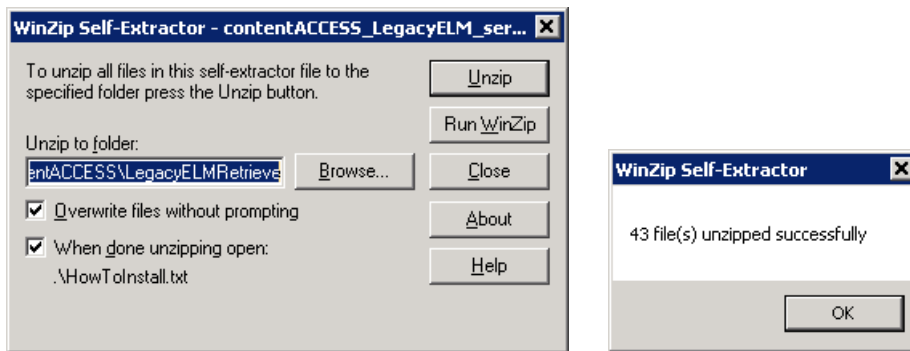 WinZip Self-Extractor - contentACCESS_LegacyELM_ser...
To unzip all files in this self-extractor file to the
specified folder press the Unzip button.
Unzip
Run WinZip
Unzip to folder:
entACCESS\LegacyELMRetrieve
Browse...
Close
Overwrite files without prompting
About
When done unzipping open:
.\HowToInstall.txt
Help
WinZip Self-Extractor
43 file(s) unzipped successfully
OK